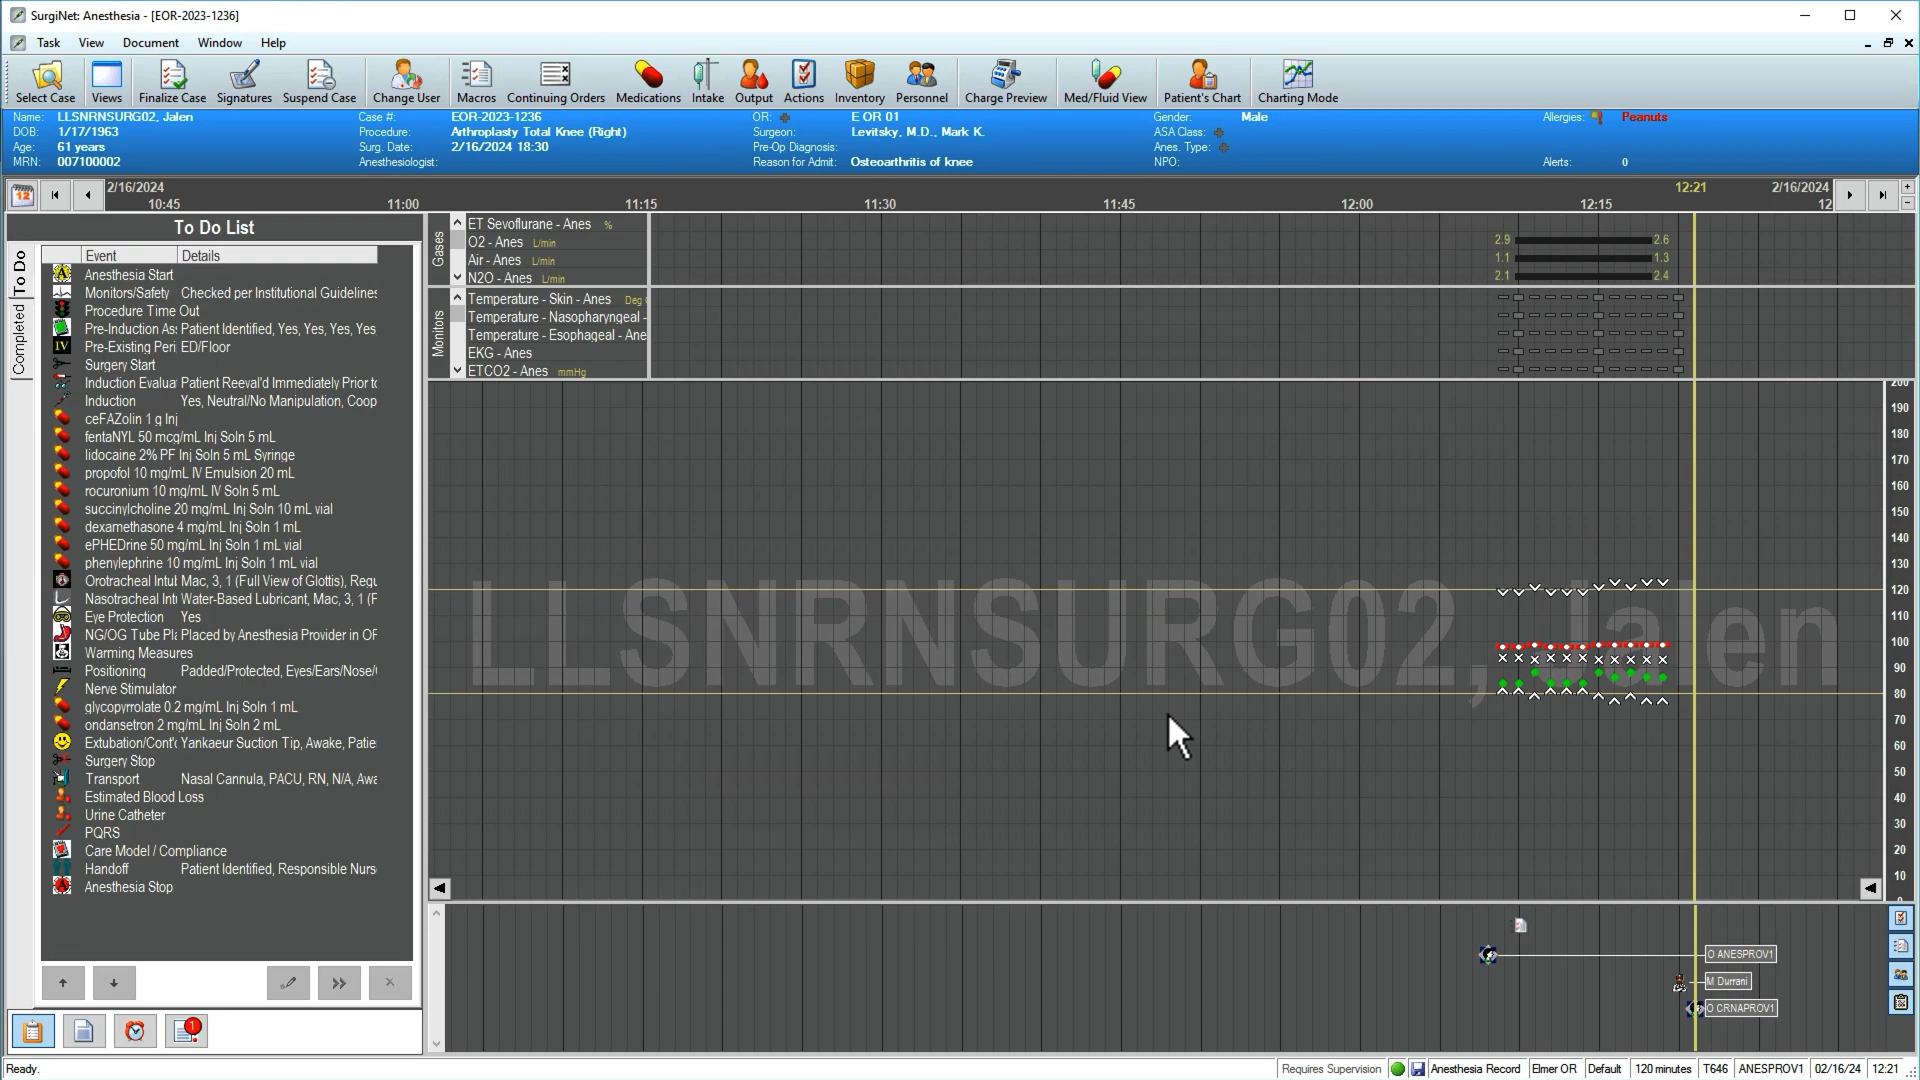 SurgiNet: Anesthesia - [EOR-2023-1236]
Task View Document Window Help
Select Case Views Finalize Case Signatures Suspend Case Change User Macros Continuing Orders Medications Intake Output Actions Inventory Personnel Charge Preview Med/Fluid View Patient's Chart Charting Mode
Name: LLSNRNSURG02, Jalen Case #: EOR-2023-1236 OR: E OR 01 Gender: Male Allergies: Peanuts
DOB: 1/17/1963 Procedure: Arthroplasty Total Knee (Right) Surgeon: Levitsky, M.D., Mark K. ASA Class:
Age: 61 years Surg. Date: 2/16/2024 18:30 Pre-Op Diagnosis: Anes. Type:
MRN: 007100002 Anesthesiologist: Reason for Admit: Osteoarthritis of knee NPO: Alerts: 0
12 2/16/2024 12:21 2/16/2024
10:45 11:00 11:15 11:30 11:45 12:00 12:15 12
To Do List
To Do
Completed
Event Details
Anesthesia Start
Monitors/Safety Checked per Institutional Guidelines
Procedure Time Out
Pre-Induction As: Patient Identified, Yes, Yes, Yes, Yes
IV Pre-Existing Peri ED/Floor
Surgery Start
Induction Evalua Patient Reeval'd Immediately Prior to
Induction Yes, Neutral/No Manipulation, Coop
ceFAZolin 1 g Inj
fentaNYL 50 mcg/mL Inj Soln 5 mL
lidocaine 2% PF Inj Soln 5 mL Syringe
propofol 10 mg/mL IV Emulsion 20 mL
rocuronium 10 mg/mL IV Soln 5 mL
succinylcholine 20 mg/mL Inj Soln 10 mL vial
dexamethasone 4 mg/mL Inj Soln 1 mL
ePHEDrine 50 mg/mL Inj Soln 1 mL vial
phenylephrine 10 mg/mL Inj Soln 1 mL vial
Orotracheal Intul Mac, 3, 1 (Full View of Glottis), Regu
Nasotracheal Int Water-Based Lubricant, Mac, 3, 1 (F
Eye Protection Yes
NG/OG Tube Pl Placed by Anesthesia Provider in OF
Warming Measures
Positioning Padded/Protected, Eyes/Ears/Nose/
Nerve Stimulator
glycopyrrolate 0.2 mg/mL Inj Soln 1 mL
ondansetron 2 mg/mL Inj Soln 2 mL
Extubation/Cont' Yankaeur Suction Tip, Awake, Patie
Surgery Stop
Transport Nasal Cannula, PACU, RN, N/A, Awa
Estimated Blood Loss
Urine Catheter
PQRS
Care Model / Compliance
Handoff Patient Identified, Responsible Nurs
Anesthesia Stop
1
Gases
ET Sevoflurane - Anes %
O2 - Anes L/min 2.9 2.6
Air - Anes L/min 1.1 1.3
N2O - Anes L/min 2.1 2.4
Monitors
Temperature - Skin - Anes Deg
Temperature - Nasopharyngeal -
Temperature - Esophageal - Ane
EKG - Anes
ETCO2 - Anes mmHg
LLSNRNSURG02, Jalen
200
190
180
170
160
150
140
130
120
110
100
90
80
70
60
50
40
30
20
10
0
O ANESPROV1
M Durrani
O CRNAPROV1
Ready. Requires Supervision Anesthesia Record Elmer OR Default 120 minutes T646 ANESPROV1 02/16/24 12:21